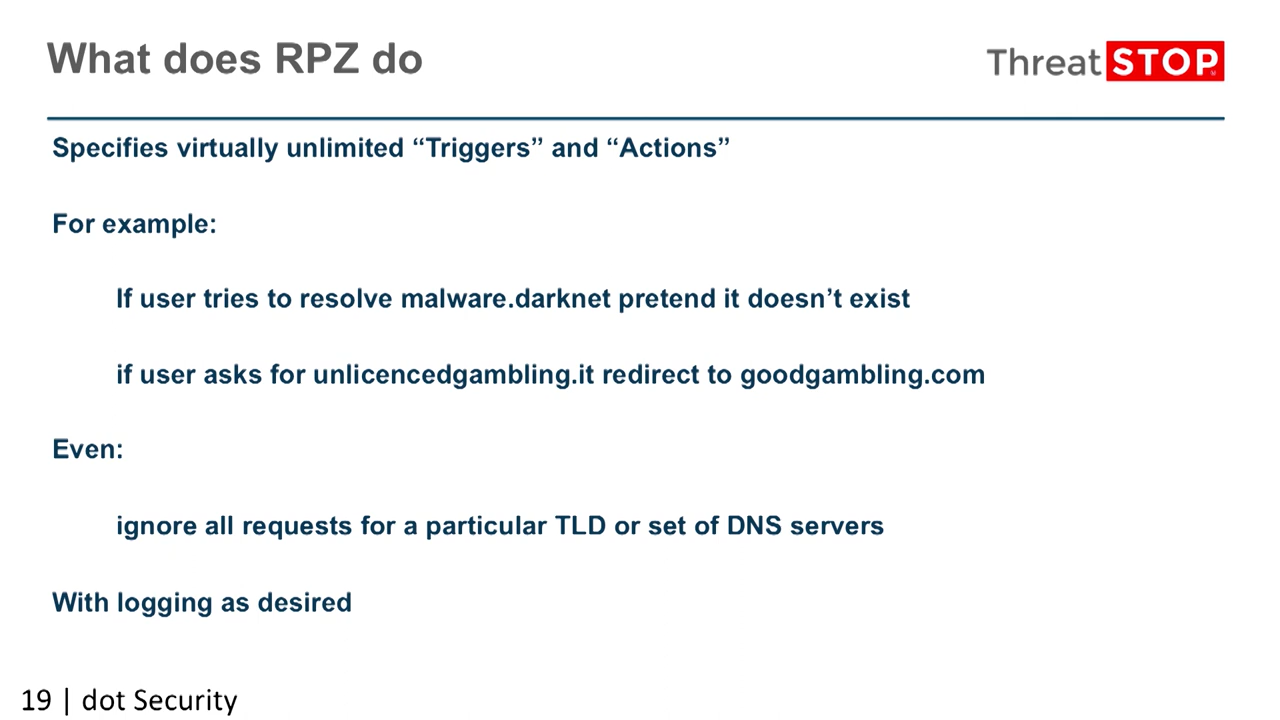 What does RPZ do
ThreatSTOP
Specifies virtually unlimited “Triggers” and “Actions”
For example:
If user tries to resolve malware.darknet pretend it doesn’t exist
if user asks for unlicencedgambling.it redirect to goodgambling.com
Even:
ignore all requests for a particular TLD or set of DNS servers
With logging as desired
19 | dot Security